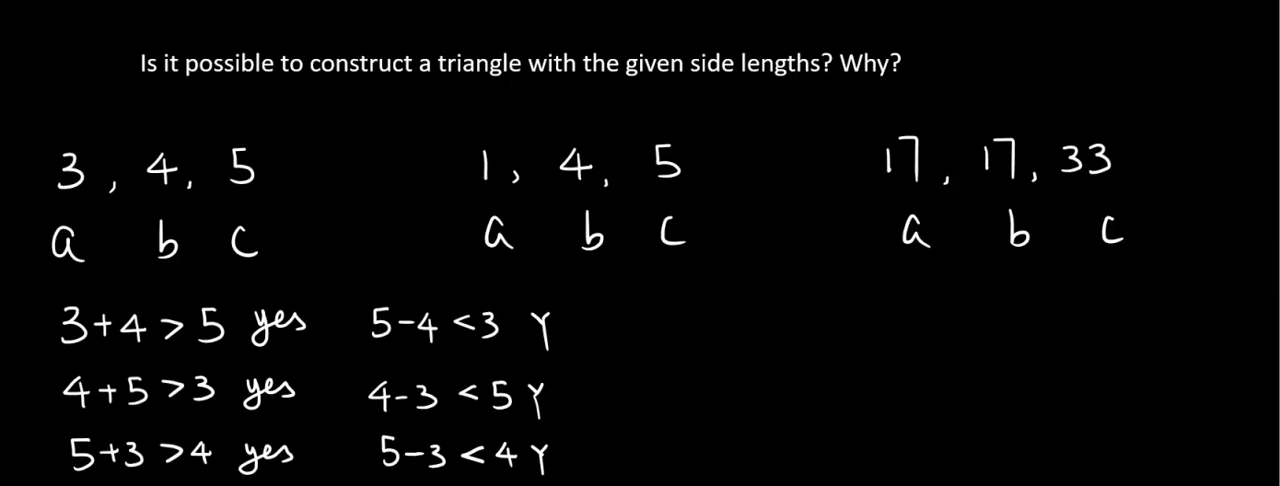 Is it possible to construct a triangle with the given side lengths? Why?
3, 4, 5 1, 4, 5 17, 17, 33
a b c a b c a b c
3+4>5 yes 5-4<3 Y
4+5>3 yes 4-3<5 Y
5+3>4 yes 5-3<4 Y